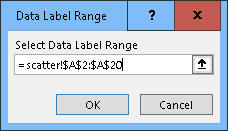 Data Label Range ? X
Select Data Label Range
=scatter!$A$2:$A$20
OK Cancel